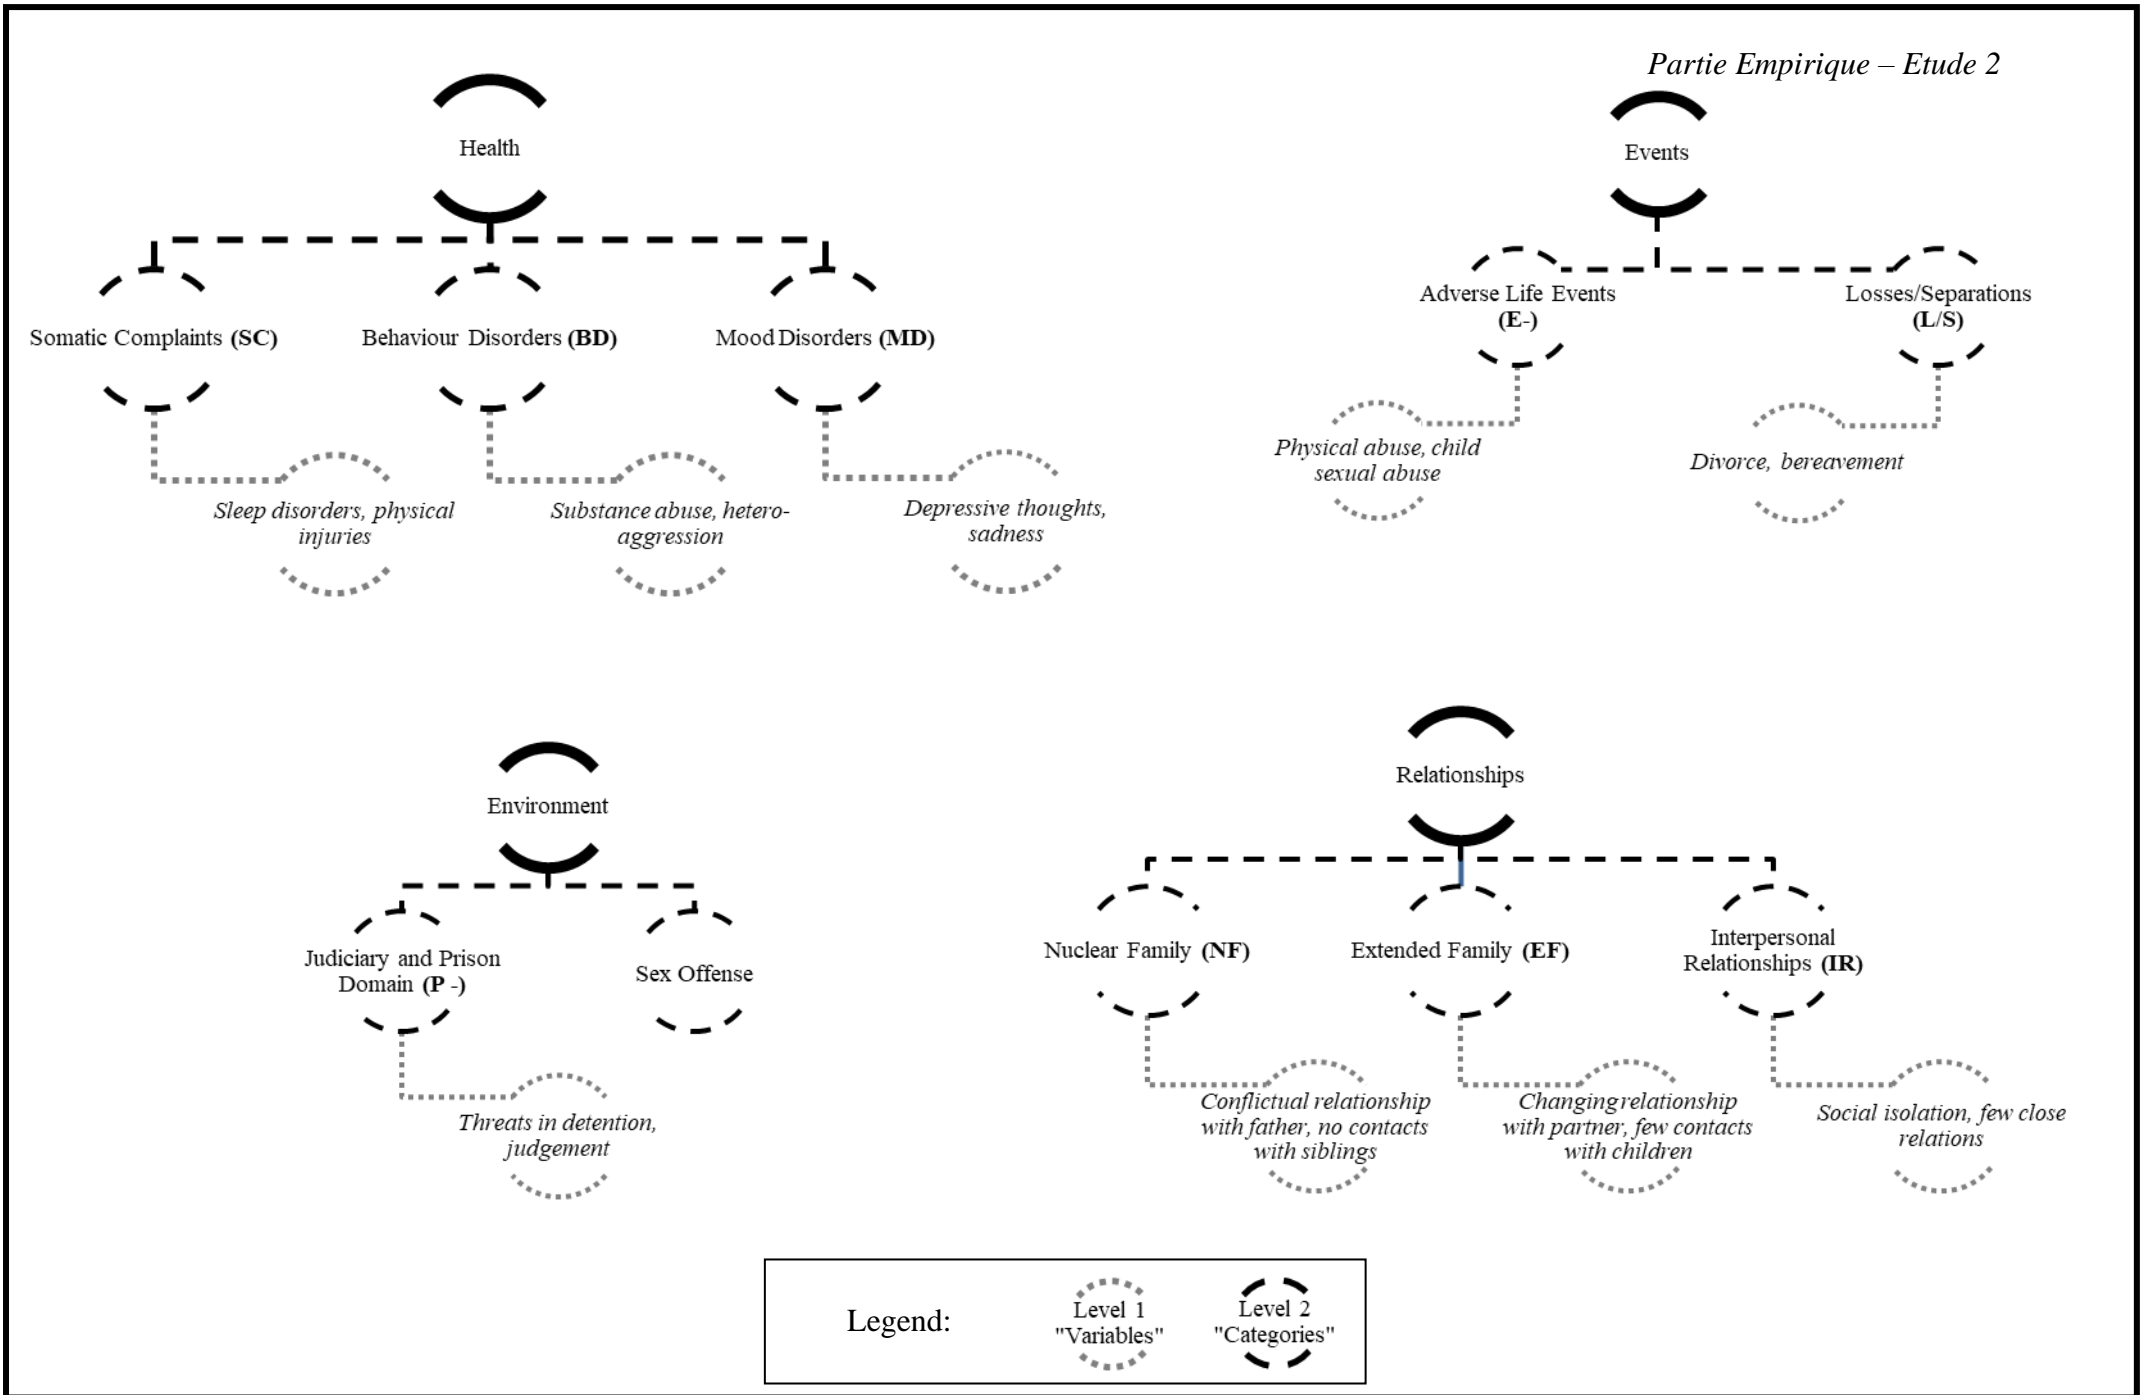 Partie Empirique – Etude 2
Health
Somatic Complaints (SC)
Behaviour Disorders (BD)
Mood Disorders (MD)
Sleep disorders, physical
injuries
Substance abuse, hetero-
aggression
Depressive thoughts,
sadness
Events
Adverse Life Events
(E-)
Losses/Separations
(L/S)
Physical abuse, child
sexual abuse
Divorce, bereavement
Environment
Judiciary and Prison
Domain (P -)
Sex Offense
Threats in detention,
judgement
Relationships
Nuclear Family (NF)
Extended Family (EF)
Interpersonal
Relationships (IR)
Conflictual relationship
with father, no contacts
with siblings
Changing relationship
with partner, few contacts
with children
Social isolation, few close
relations
Legend:
Level 1
"Variables"
Level 2
"Categories"